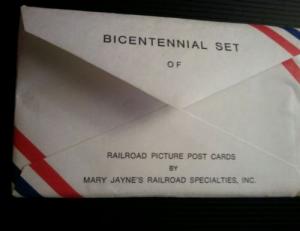 BICENTENNIAL SET
OF
RAILROAD PICTURE POST CARDS
BY
MARY JAYNE'S RAILROAD SPECIALTIES, INC.